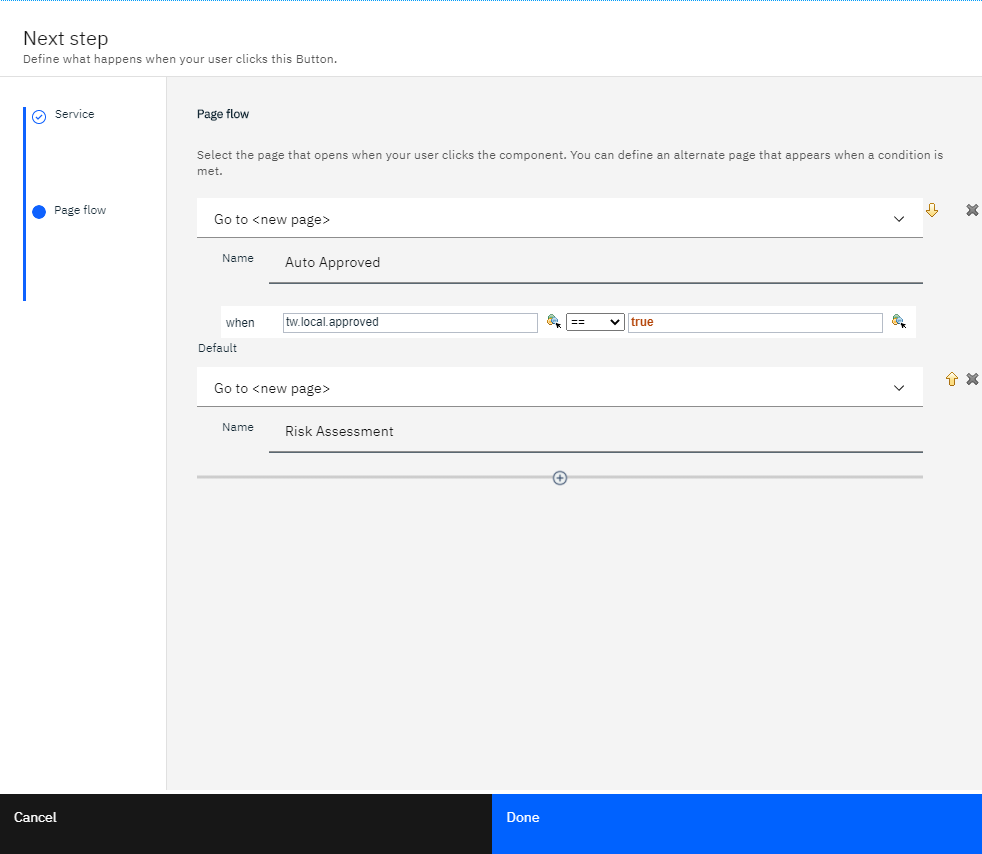 Next step
Define what happens when your user clicks this Button.
Service
Page flow
Page flow
Select the page that opens when your user clicks the component. You can define an alternate page that appears when a condition is
met.
Go to <new page>
Name Auto Approved
when tw.local.approved == true
Default
Go to <new page>
Name Risk Assessment
Cancel Done